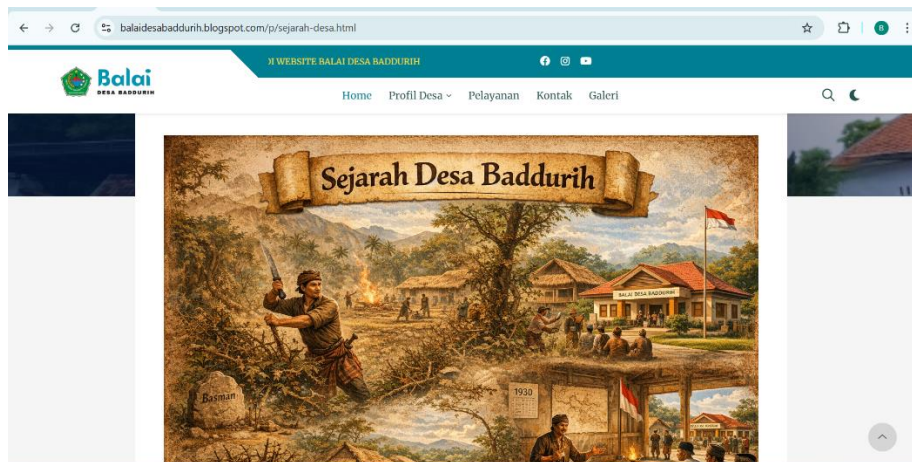 balaidesabaddurih.blogspot.com/p/sejarah-desa.html
B
DI WEBSITE BALAI DESA BADDURIH
Balai
DESA BADDURIH
Home Profil Desa Pelayanan Kontak Galeri
Sejarah Desa Baddurih
BALAI DESA BADDURIH
Basman
1930